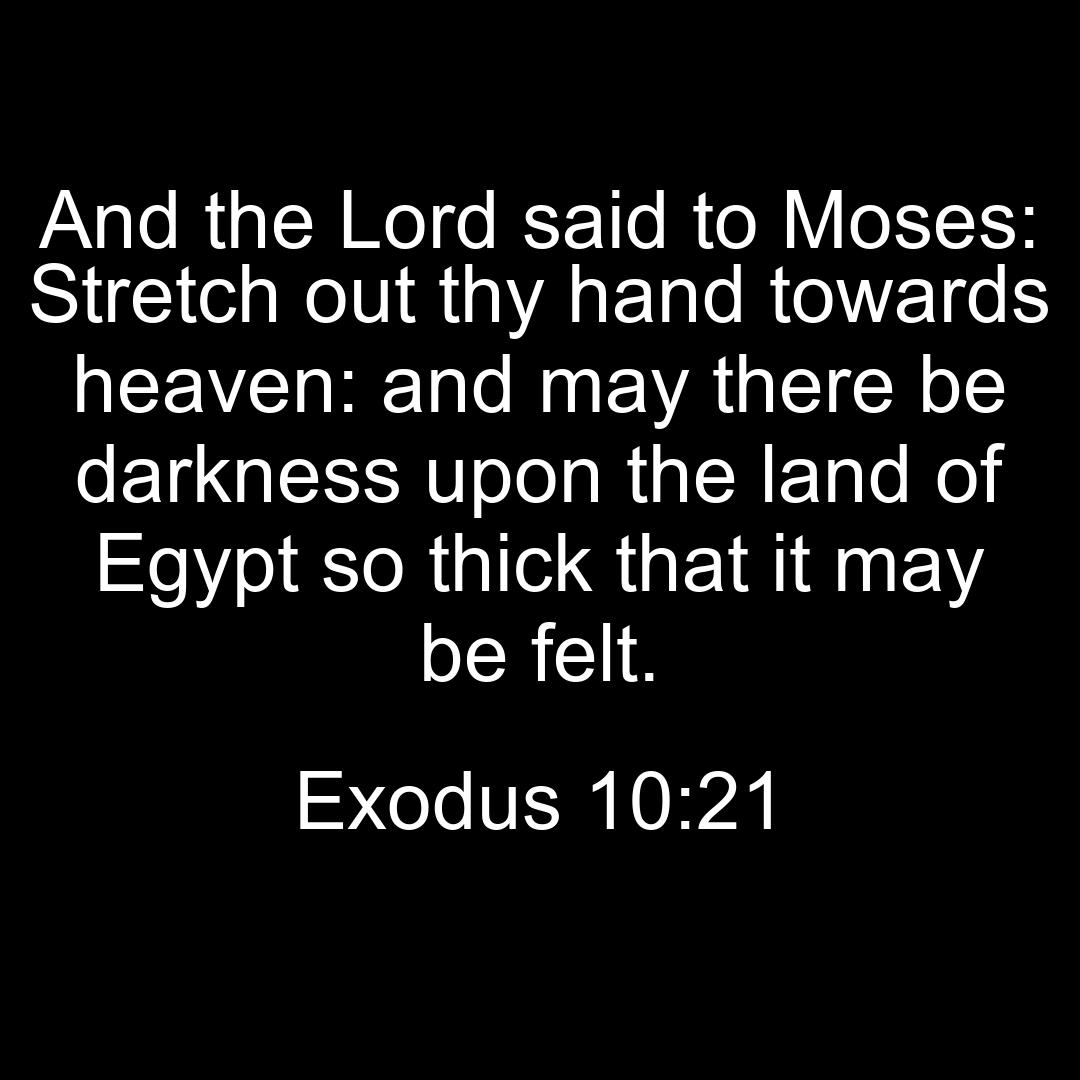 And the Lord said to Moses:
Stretch out thy hand towards
heaven: and may there be
darkness upon the land of
Egypt so thick that it may
be felt.
Exodus 10:21